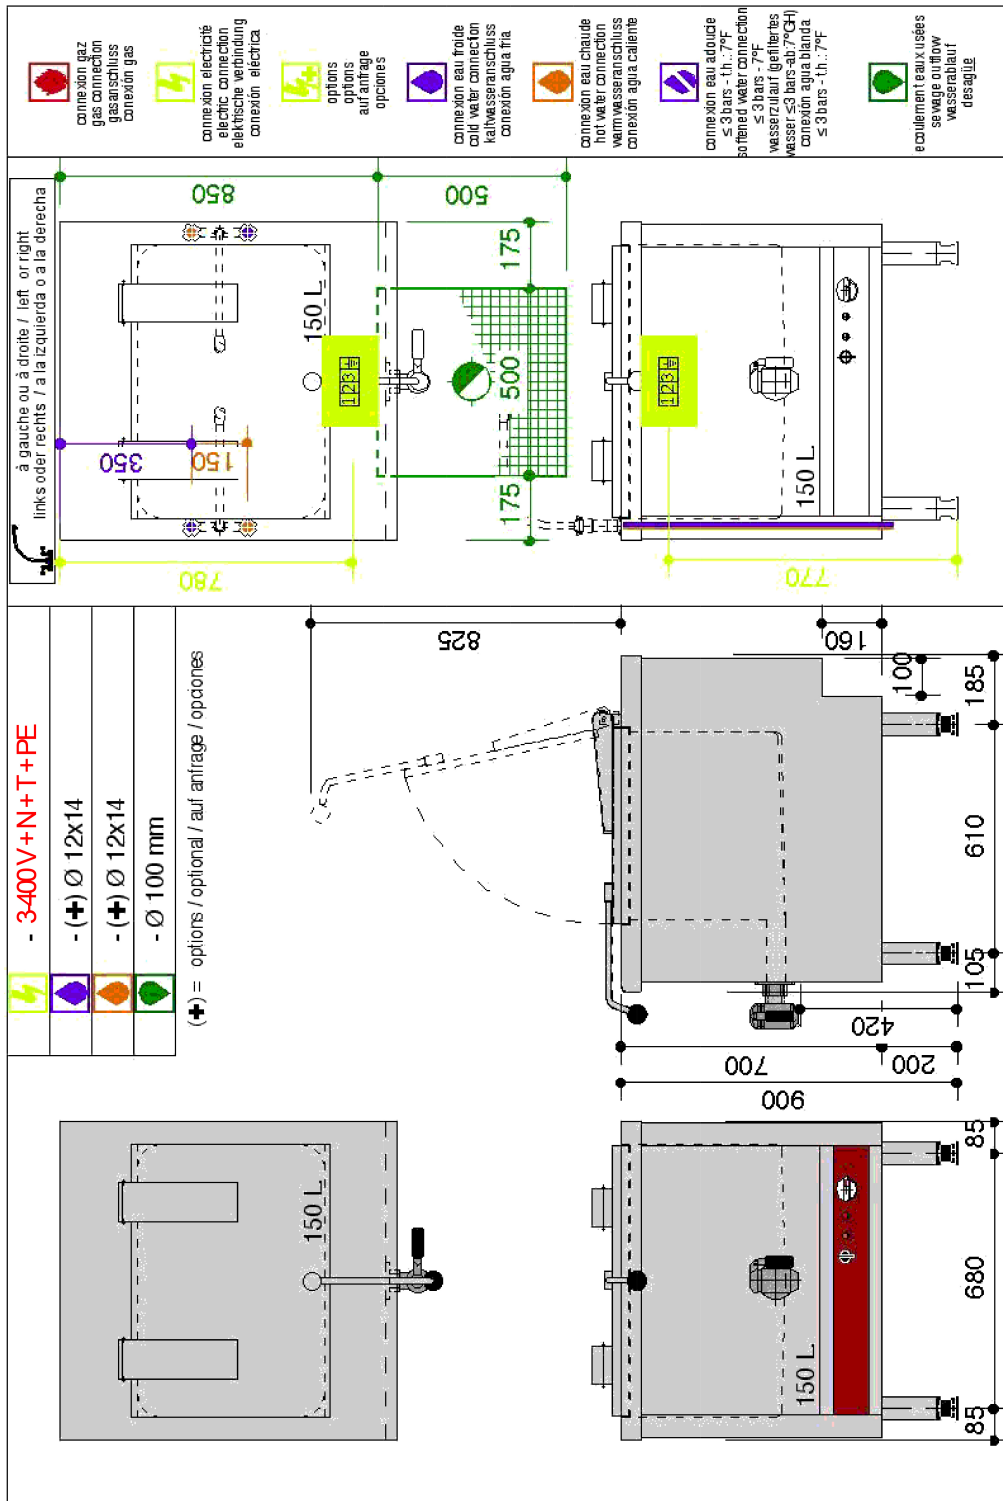 connexion gaz
gas connection
gasanschluss
conexión gas
connexion electricité
electric connection
elektrische verbindung
conexión eléctrica
options
options
auf anfrage
opciones
connexion eau froide
cold water connection
kaltwasseranschluss
conexión agua fria
connexion eau chaude
hot water connection
warmwasseranschluss
conexión agua caliente
connexion eau adoucie
≤ 3 bars - t.h.: 7°F
softened water connection
≤ 3 bars - 7°F
wasserzulauf (gefiltertes
wasser ≤3 bars-ab:7°GH)
conexión agua blanda
≤ 3 bars - t.h.: 7°F
ecoulement eaux usées
sewage outflow
wasserablauf
desagüe
à gauche ou à droite / left or right
links oder rechts / a la izquierda o a la derecha
850
500
175
500
175
350
150
780
770
150 L
123
123
150 L.
- 3-400V+N+T+PE
- (+) Ø 12x14
- (+) Ø 12x14
- Ø 100 mm
(+) = options / optional / auf anfrage / opciones
825
160
100
185
610
105
420
700
200
900
150 L
150 L.
85
680
85